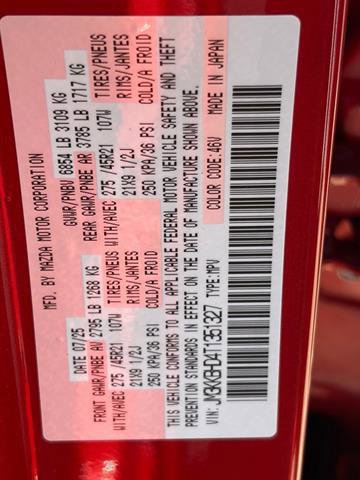 MFD. BY MAZDA MOTOR CORPORATION
DATE 07/25 GVWR/PNBV 6854 LB 3109 KG
FRONT GAWR/PNBE AV 2795 LB 1268 KG REAR GAWR/PNBE AR 3785 LB 1717 KG
TIRES/PNEUS WITH/AVEC 275 /45R21 107W TIRES/PNEUS WITH/AVEC 275 /45R21 107W
RIMS/JANTES 21X9 1/2J RIMS/JANTES 21X9 1/2J
COLD/A FROID 250 KPA/36 PSI COLD/A FROID 250 KPA/36 PSI
THIS VEHICLE CONFORMS TO ALL APPLICABLE FEDERAL MOTOR VEHICLE SAFETY AND THEFT
PREVENTION STANDARDS IN EFFECT ON THE DATE OF MANUFACTURE SHOWN ABOVE.
VIN: JM3KKGHD4T1351327 TYPE: MPV COLOR/CODE: 46V MADE IN JAPAN